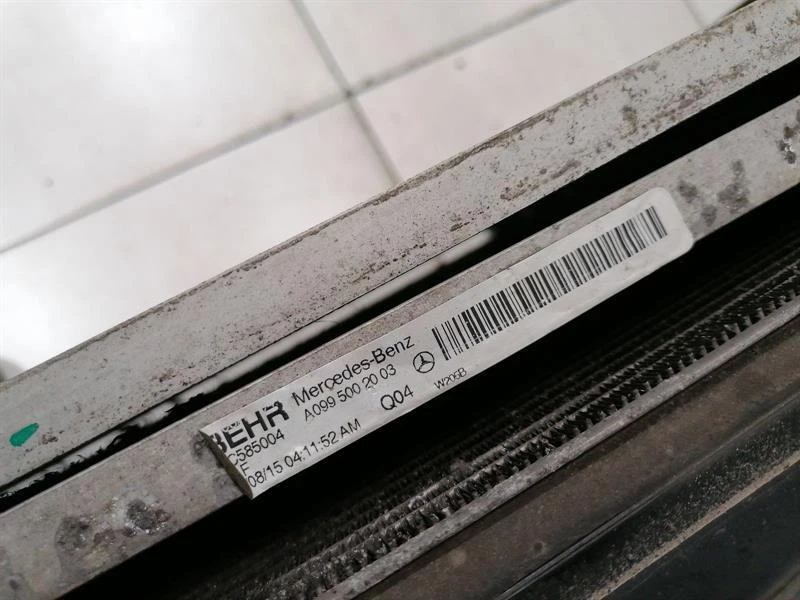 BEHR Mercedes-Benz
C585004 A099 500 20 03
F Q04 W205B
08/15 04:11:52 AM